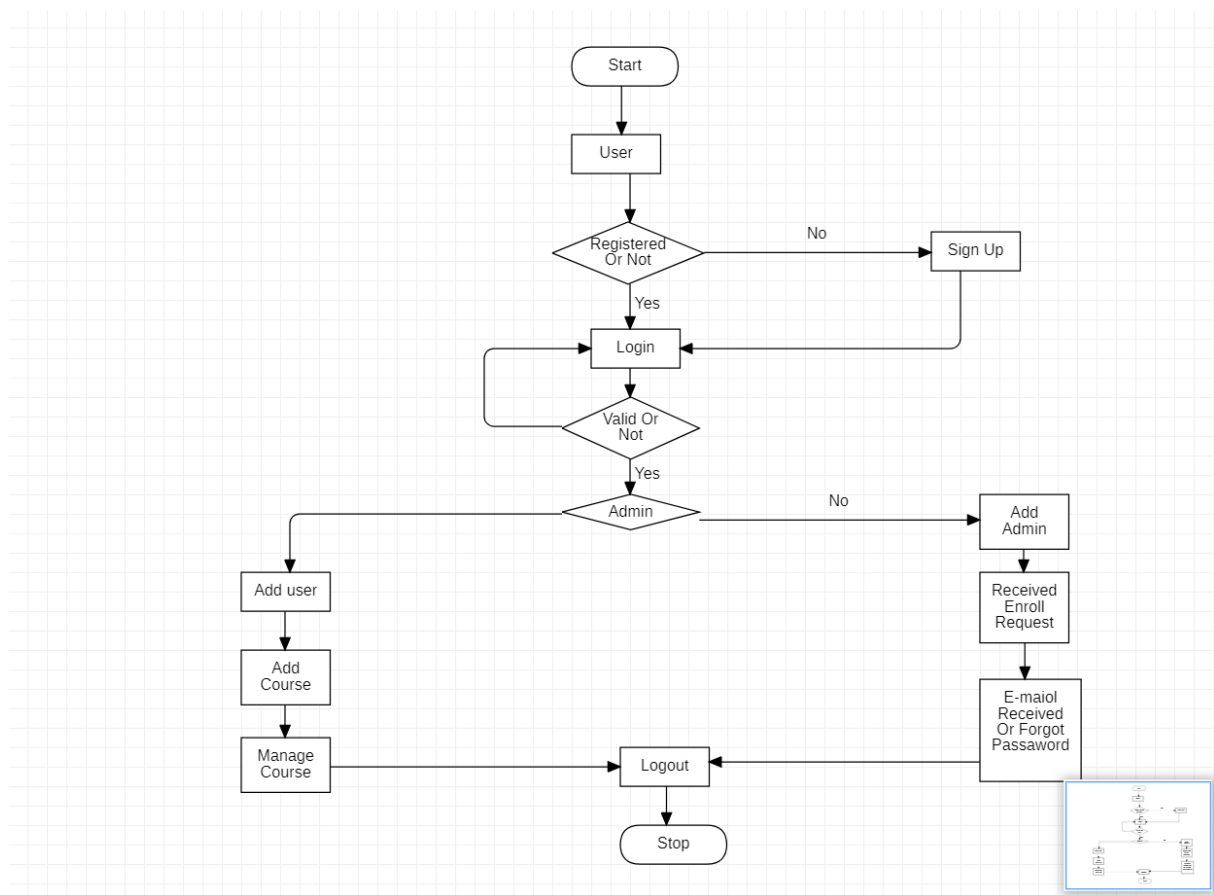 Start
User
Registered
Or Not
No
Sign Up
Yes
Login
Valid Or
Not
Yes
Admin
No
Add
Admin
Add user
Received
Enroll
Request
Add
Course
E-maiol
Received
Or Forgot
Passaword
Manage
Course
Logout
Stop